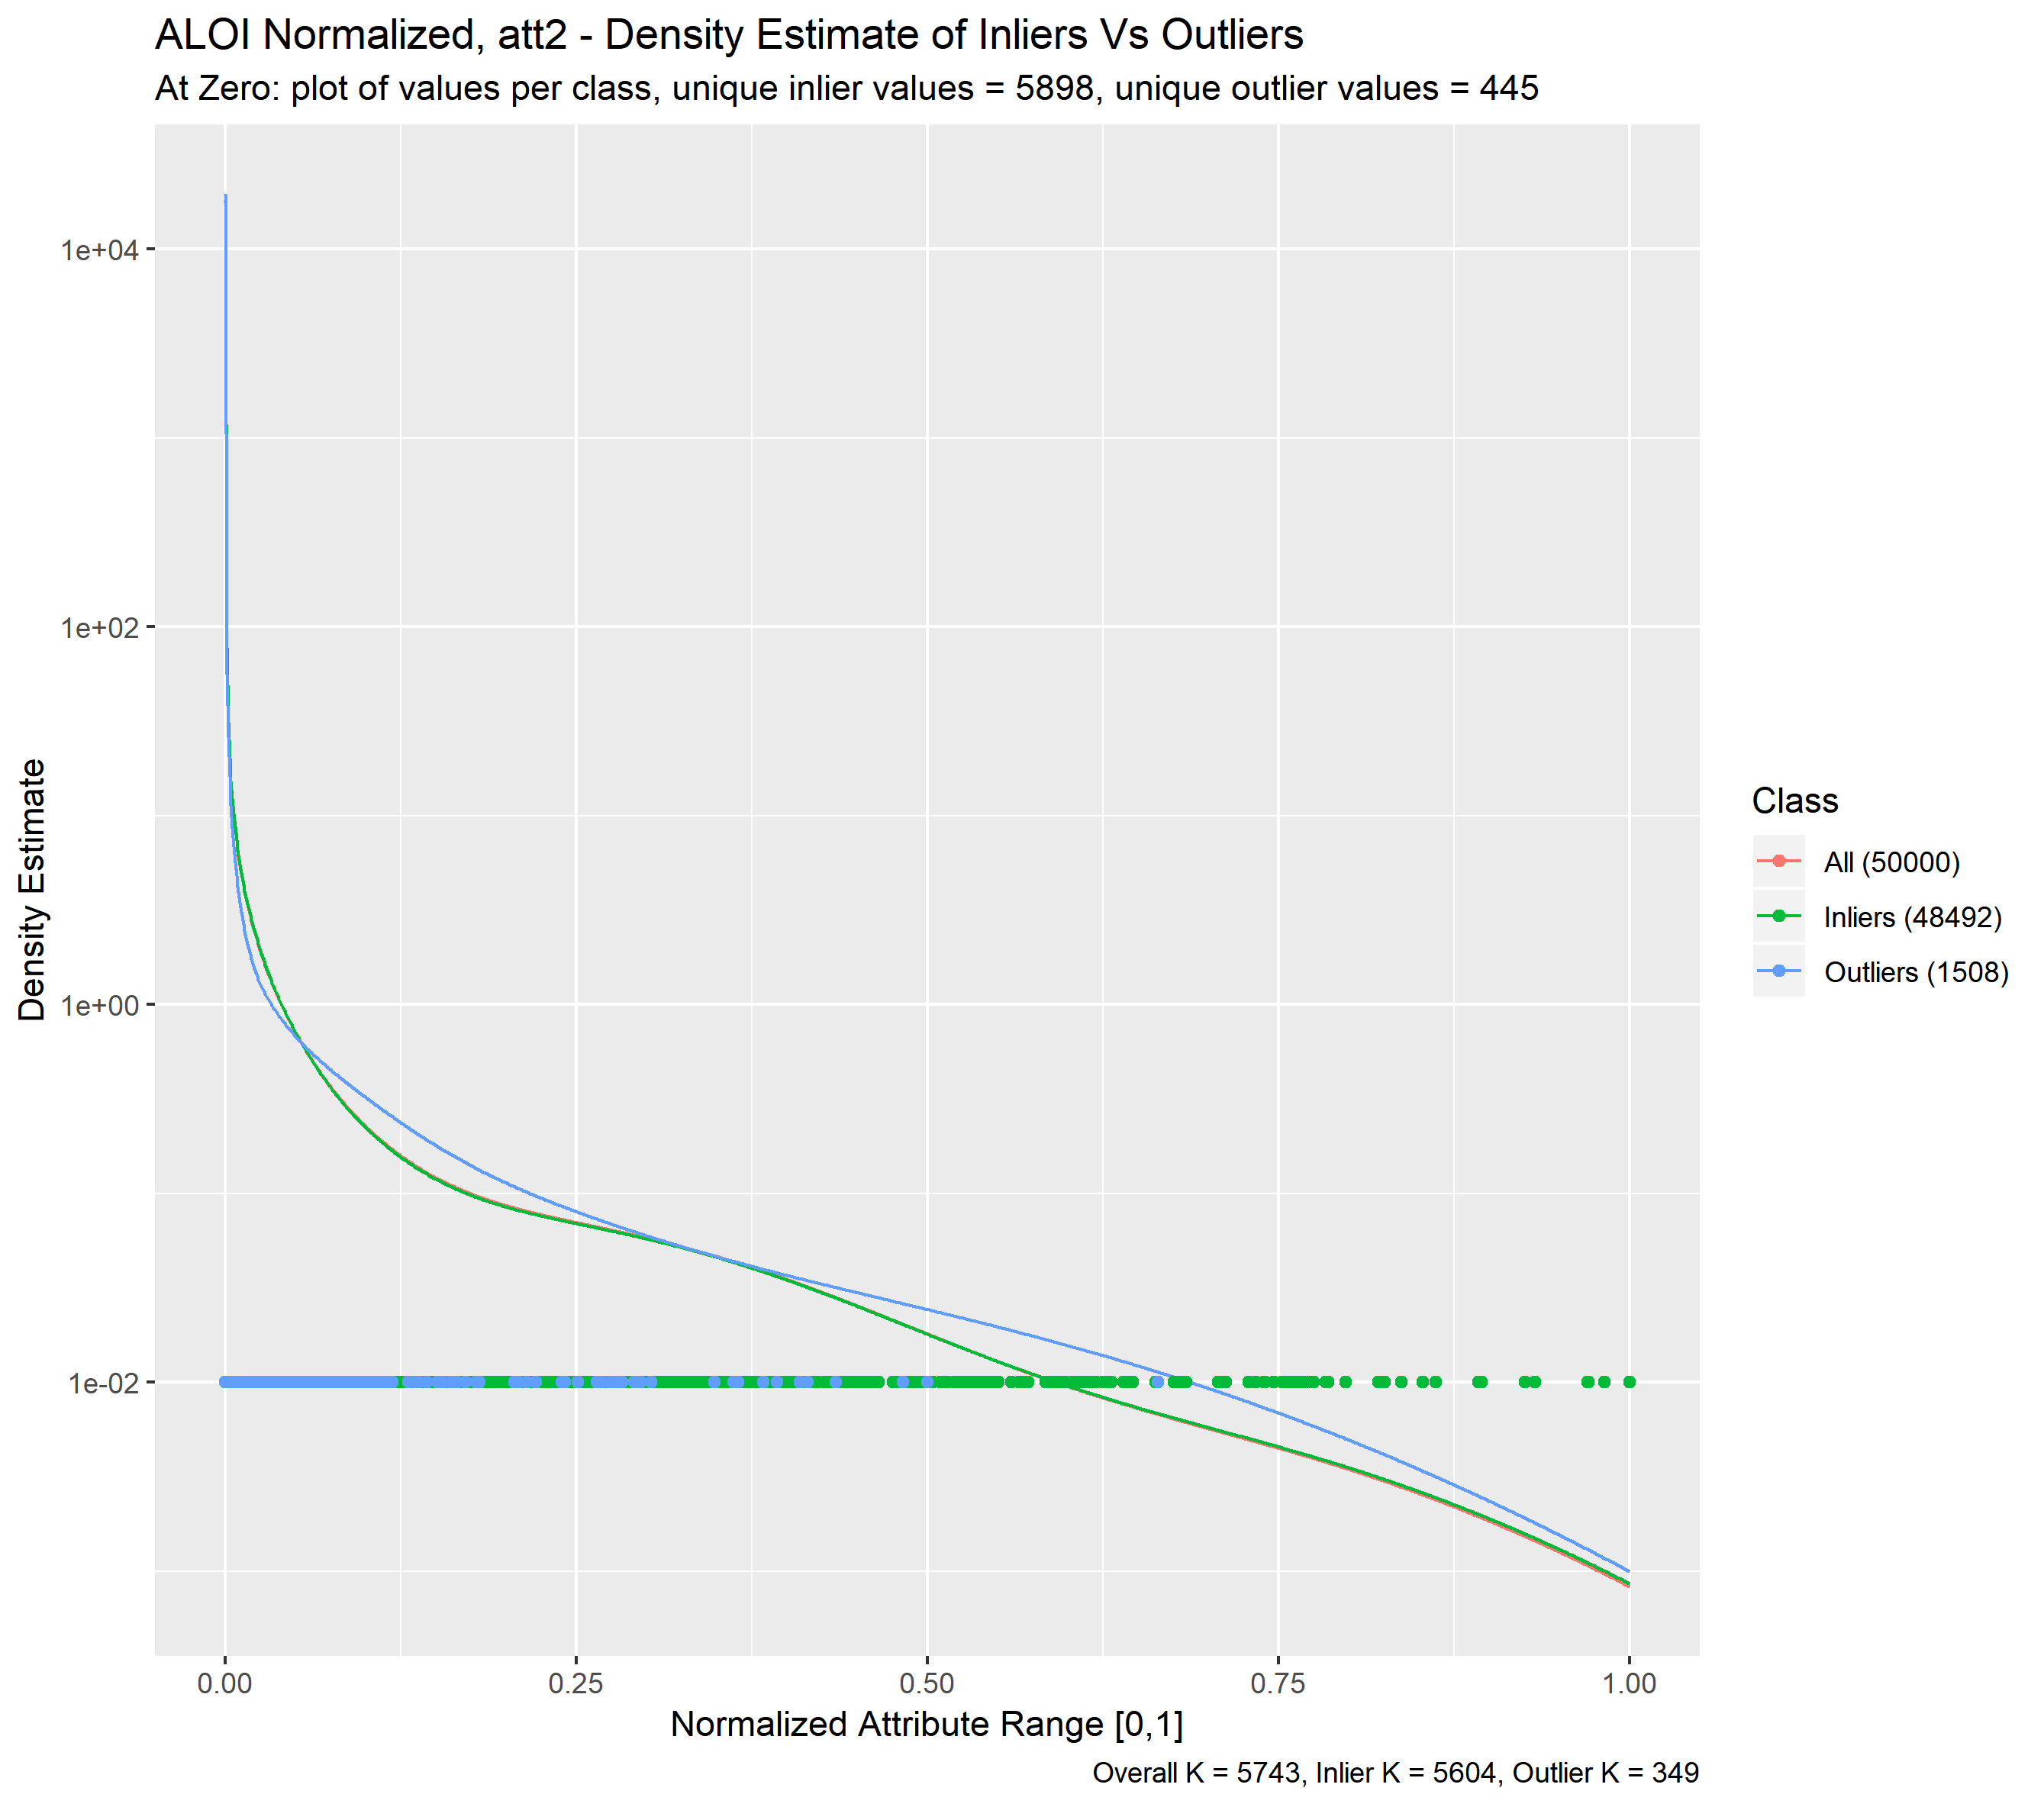 ALOI Normalized, att2 - Density Estimate of Inliers Vs Outliers
At Zero: plot of values per class, unique inlier values = 5898, unique outlier values = 445
Density Estimate
1e+04
1e+02
1e+00
1e-02
0.00 0.25 0.50 0.75 1.00
Normalized Attribute Range [0,1]
Overall K = 5743, Inlier K = 5604, Outlier K = 349
Class
All (50000)
Inliers (48492)
Outliers (1508)